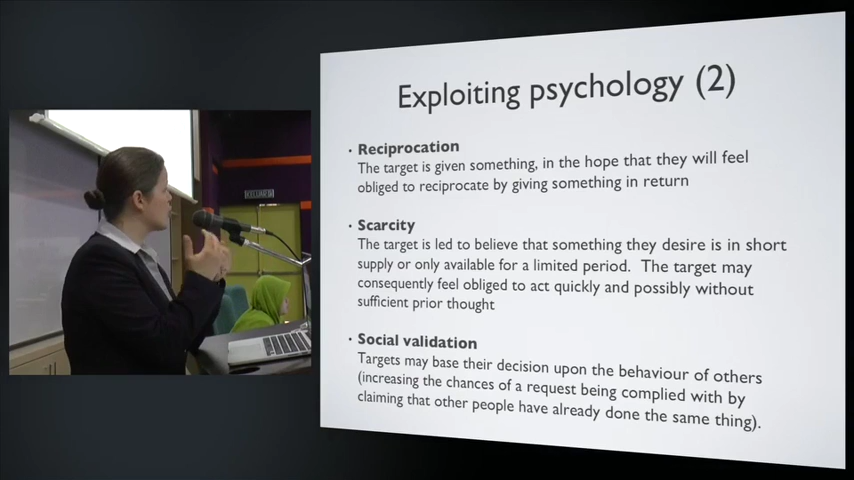 Exploiting psychology (2)
• Reciprocation
The target is given something, in the hope that they will feel
obliged to reciprocate by giving something in return
• Scarcity
The target is led to believe that something they desire is in short
supply or only available for a limited period. The target may
consequently feel obliged to act quickly and possibly without
sufficient prior thought
• Social validation
Targets may base their decision upon the behaviour of others
(increasing the chances of a request being complied with by
claiming that other people have already done the same thing).